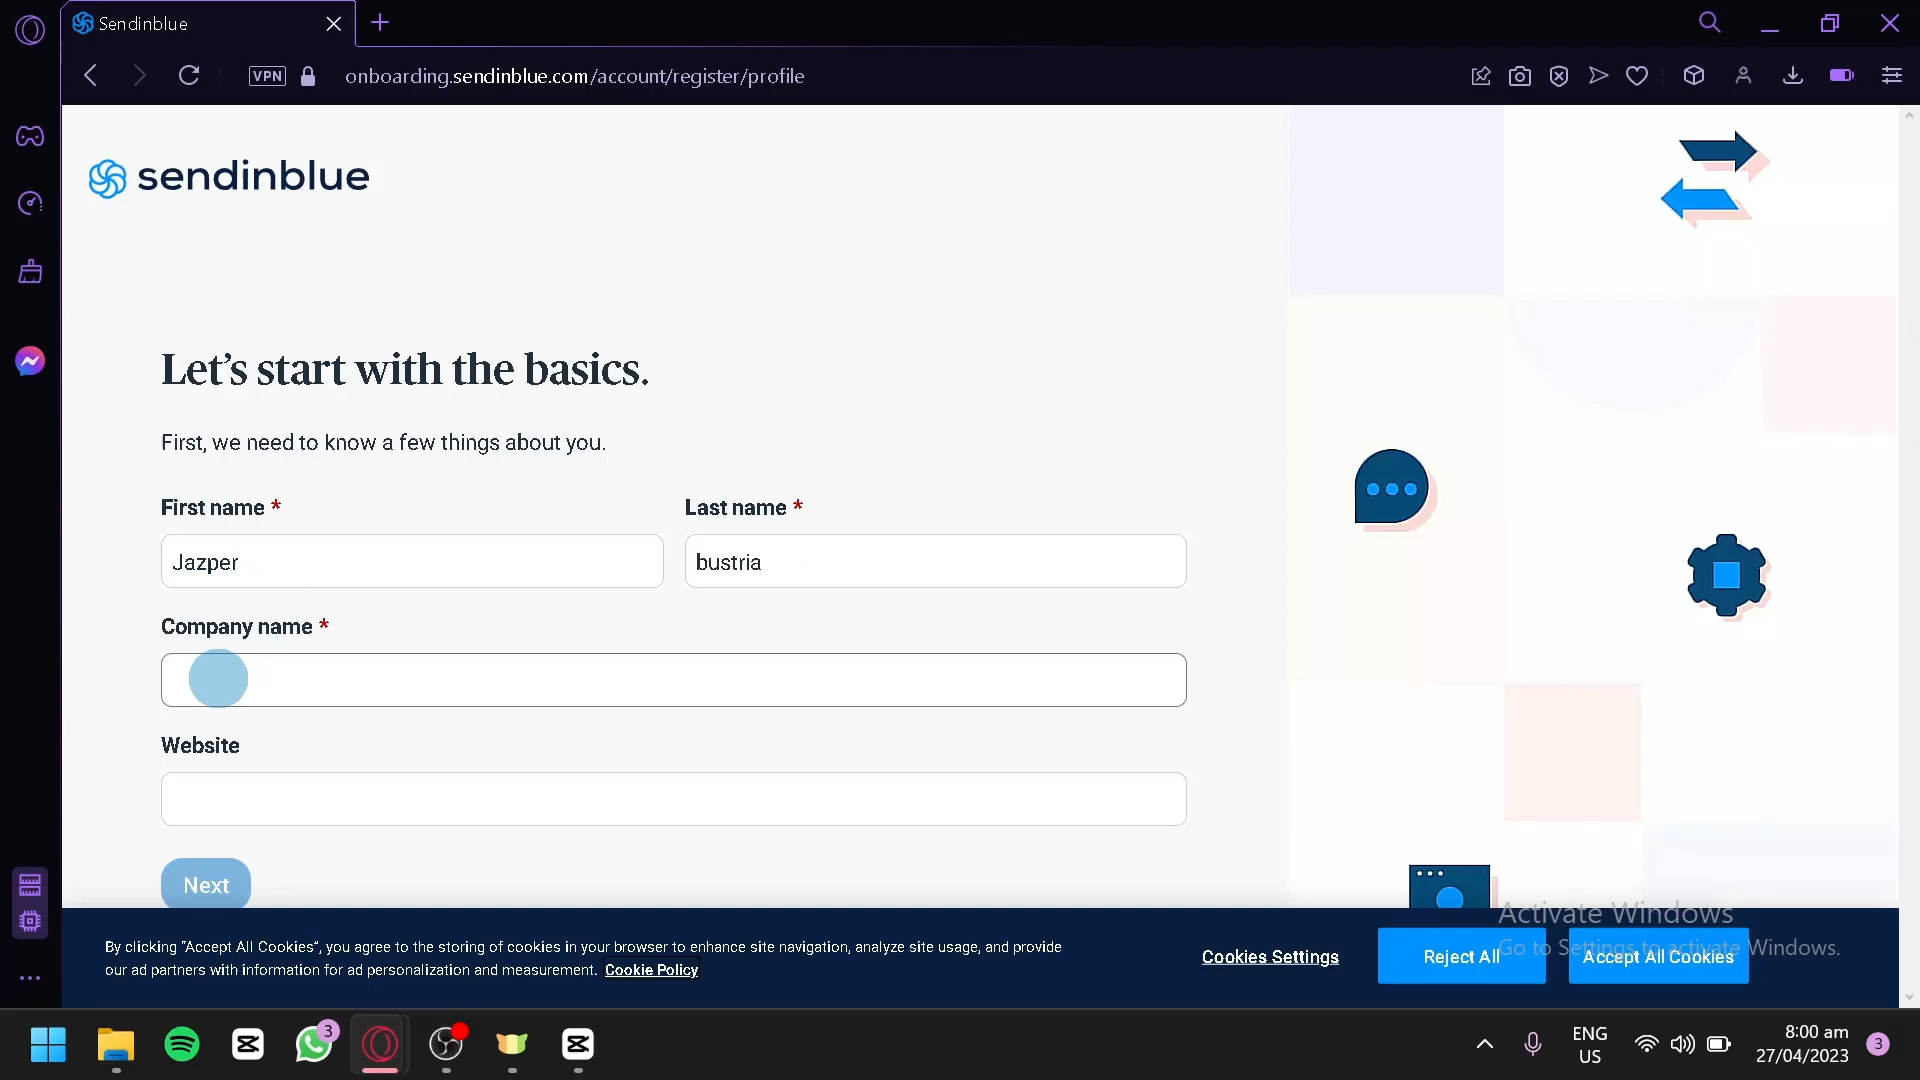 Sendinblue
VPN
onboarding.sendinblue.com/account/register/profile
sendinblue
Let's start with the basics.
First, we need to know a few things about you.
First name *
Last name *
Jazper
bustria
Company name *
Website
Next
By clicking "Accept All Cookies", you agree to the storing of cookies in your browser to enhance site navigation, analyze site usage, and provide
our ad partners with information for ad personalization and measurement. Cookie Policy
Cookies Settings
Reject All
Accept All Cookies
Activate Windows
Go to Settings to activate Windows.
3
ENG
US
8:00 am
27/04/2023
3